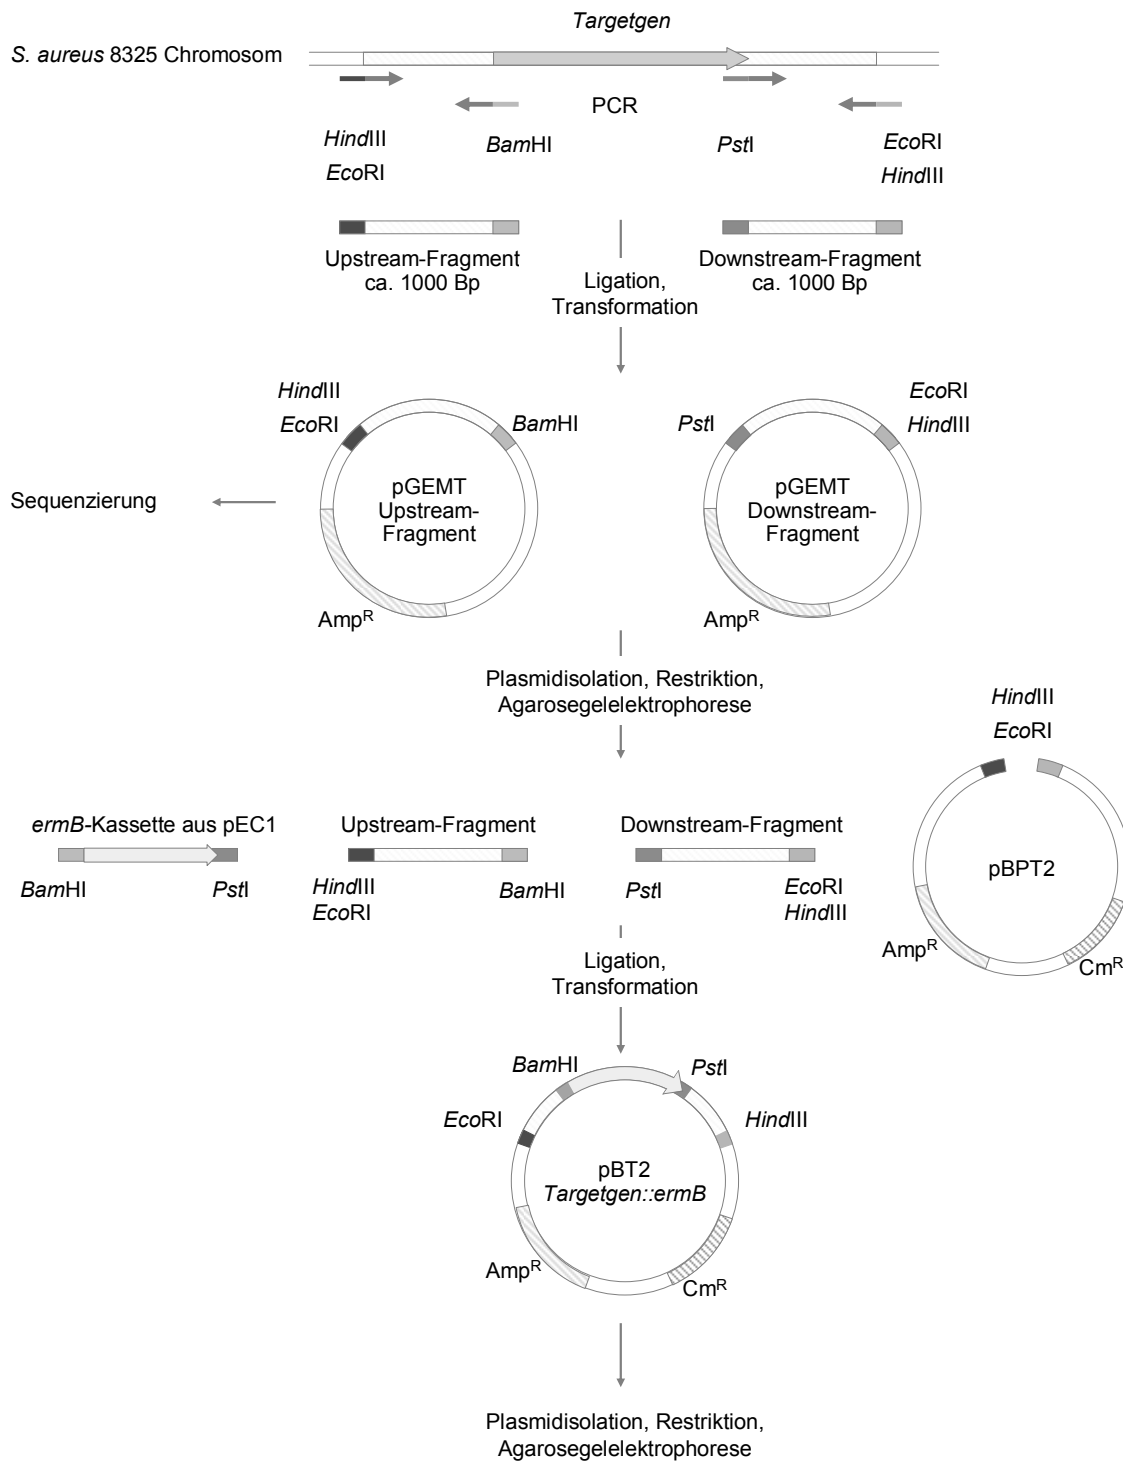 Targetgen
S. aureus 8325 Chromosom
PCR
HindIII
EcoRI
BamHI
PstI
EcoRI
HindIII
Upstream-Fragment
ca. 1000 Bp
Downstream-Fragment
ca. 1000 Bp
Ligation,
Transformation
HindIII
EcoRI
BamHI
PstI
EcoRI
HindIII
Sequenzierung
pGEMT
Upstream-
Fragment
pGEMT
Downstream-
Fragment
AmpR
AmpR
Plasmidisolation, Restriktion,
Agarosegelelektrophorese
HindIII
EcoRI
ermB-Kassette aus pEC1
Upstream-Fragment
Downstream-Fragment
pBPT2
BamHI
PstI
HindIII
EcoRI
BamHI
PstI
EcoRI
HindIII
AmpR
CmR
Ligation,
Transformation
BamHI
PstI
EcoRI
HindIII
pBT2
Targetgen::ermB
AmpR
CmR
Plasmidisolation, Restriktion,
Agarosegelelektrophorese